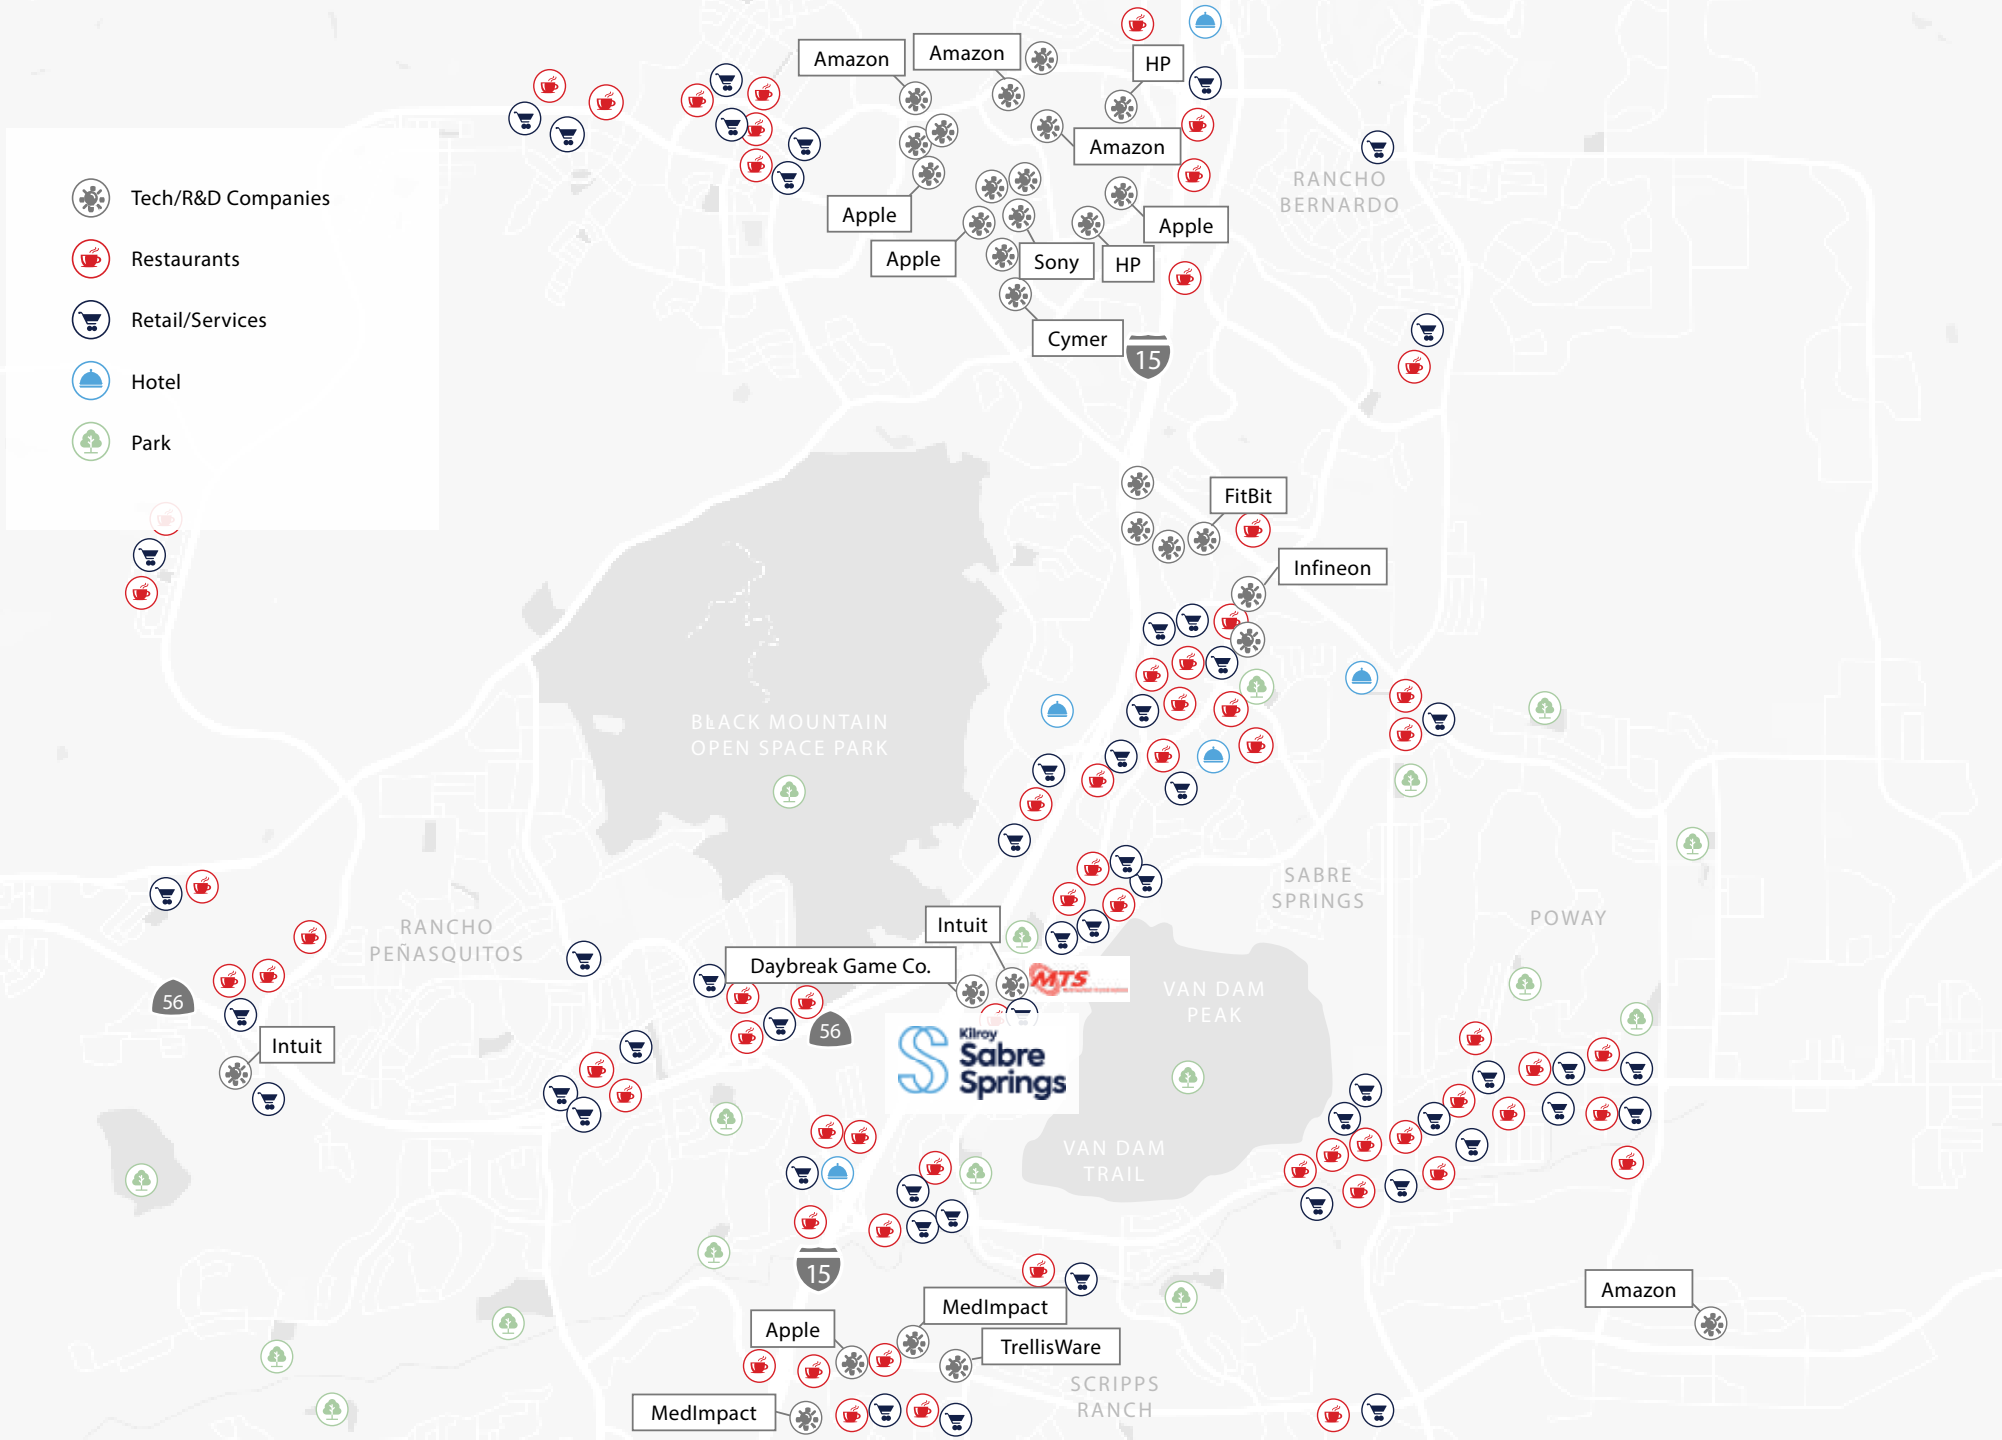 Amazon
Amazon
HP
Amazon
Tech/R&D Companies
Restaurants
Retail/Services
Hotel
Park
RANCHO
BERNARDO
Apple
Apple
Apple
Sony
HP
Cymer
15
FitBit
Infineon
BLACK MOUNTAIN
OPEN SPACE PARK
SABRE
SPRINGS
POWAY
RANCHO
PEÑASQUITOS
Intuit
Daybreak Game Co.
MTS
VAN DAM
PEAK
56
56
Intuit
Kilroy
Sabre
Springs
VAN DAM
TRAIL
15
Amazon
MedImpact
Apple
TrellisWare
SCRIPPS
RANCH
MedImpact